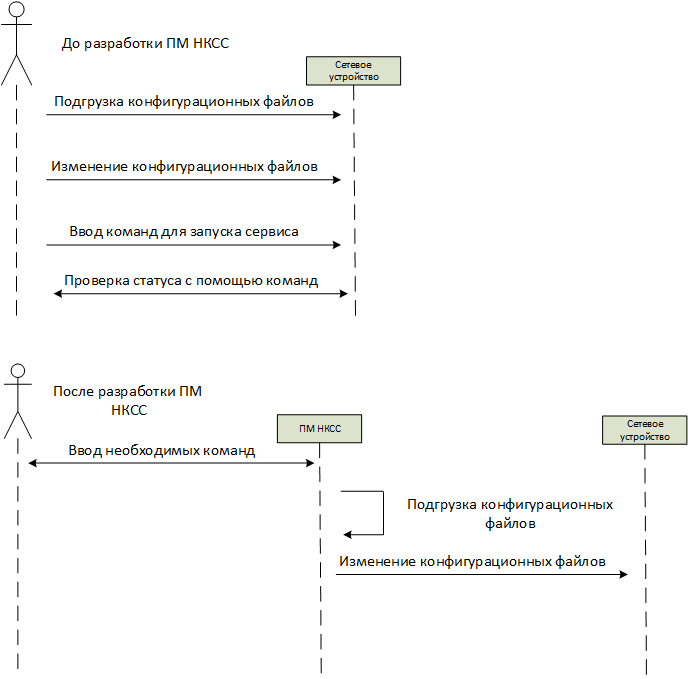 До разработки ПМ НКСС
Сетевое
устройство
Подгрузка конфигурационных файлов
Изменение конфигурационных файлов
Ввод команд для запуска сервиса
Проверка статуса с помощью команд
После разработки ПМ
НКСС
ПМ НКСС
Сетевое
устройство
Ввод необходимых команд
Подгрузка конфигурационных
файлов
Изменение конфигурационных файлов